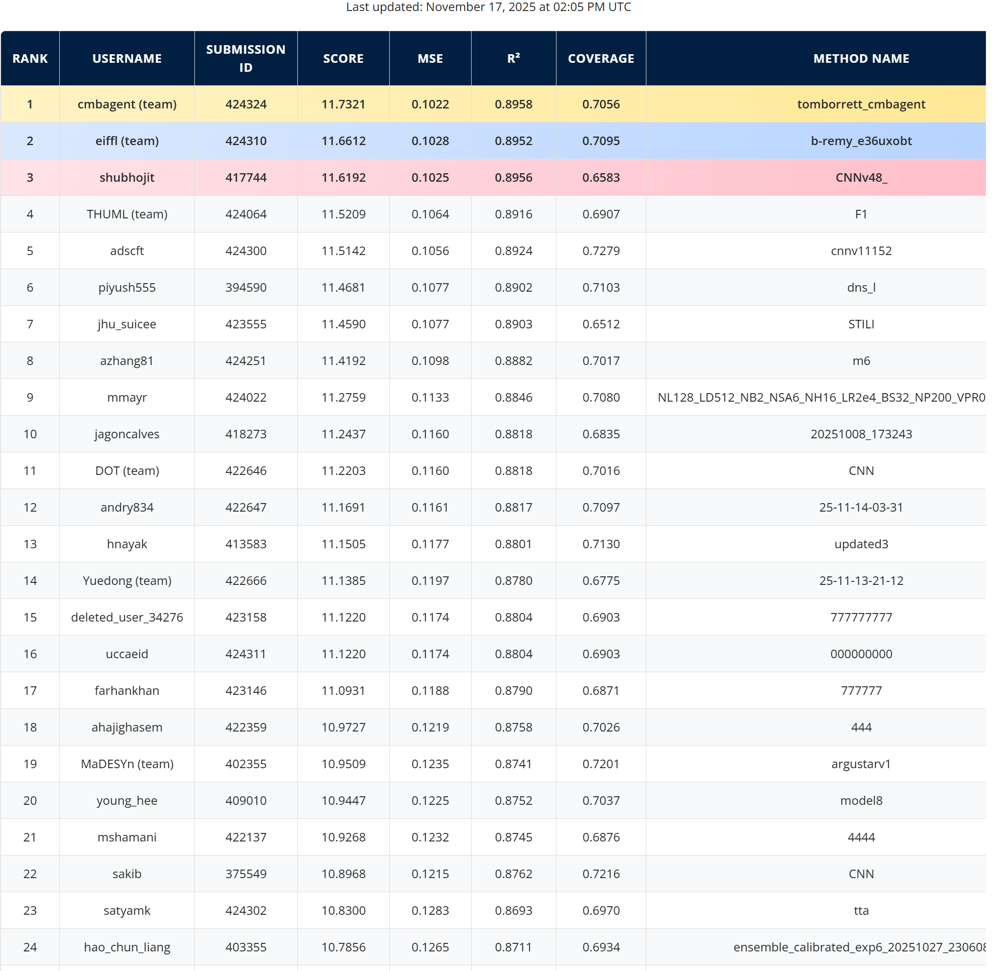 Last updated: November 17, 2025 at 02:05 PM UTC
RANK USERNAME SUBMISSION ID SCORE MSE R² COVERAGE METHOD NAME
1 cmbagent (team) 424324 11.7321 0.1022 0.8958 0.7056 tomborrett_cmbagent
2 eiffl (team) 424310 11.6612 0.1028 0.8952 0.7095 b-remy_e36uxobt
3 shubhojit 417744 11.6192 0.1025 0.8956 0.6583 CNNv48_
4 THUML (team) 424064 11.5209 0.1064 0.8916 0.6907 F1
5 adscft 424300 11.5142 0.1056 0.8924 0.7279 cnnv11152
6 piyush555 394590 11.4681 0.1077 0.8902 0.7103 dns_l
7 jhu_suicee 423555 11.4590 0.1077 0.8903 0.6512 STILI
8 azhang81 424251 11.4192 0.1098 0.8882 0.7017 m6
9 mmayr 424022 11.2759 0.1133 0.8846 0.7080 NL128_LD512_NB2_NSA6_NH16_LR2e4_BS32_NP200_VPR0
10 jagoncalves 418273 11.2437 0.1160 0.8818 0.6835 20251008_173243
11 DOT (team) 422646 11.2203 0.1160 0.8818 0.7016 CNN
12 andry834 422647 11.1691 0.1161 0.8817 0.7097 25-11-14-03-31
13 hnayak 413583 11.1505 0.1177 0.8801 0.7130 updated3
14 Yuedong (team) 422666 11.1385 0.1197 0.8780 0.6775 25-11-13-21-12
15 deleted_user_34276 423158 11.1220 0.1174 0.8804 0.6903 777777777
16 uccaeid 424311 11.1220 0.1174 0.8804 0.6903 000000000
17 farhankhan 423146 11.0931 0.1188 0.8790 0.6871 777777
18 ahajighasem 422359 10.9727 0.1219 0.8758 0.7026 444
19 MaDESYn (team) 402355 10.9509 0.1235 0.8741 0.7201 argustarv1
20 young_hee 409010 10.9447 0.1225 0.8752 0.7037 model8
21 mshamani 422137 10.9268 0.1232 0.8745 0.6876 4444
22 sakib 375549 10.8968 0.1215 0.8762 0.7216 CNN
23 satyamk 424302 10.8300 0.1283 0.8693 0.6970 tta
24 hao_chun_liang 403355 10.7856 0.1265 0.8711 0.6934 ensemble_calibrated_exp6_20251027_230608